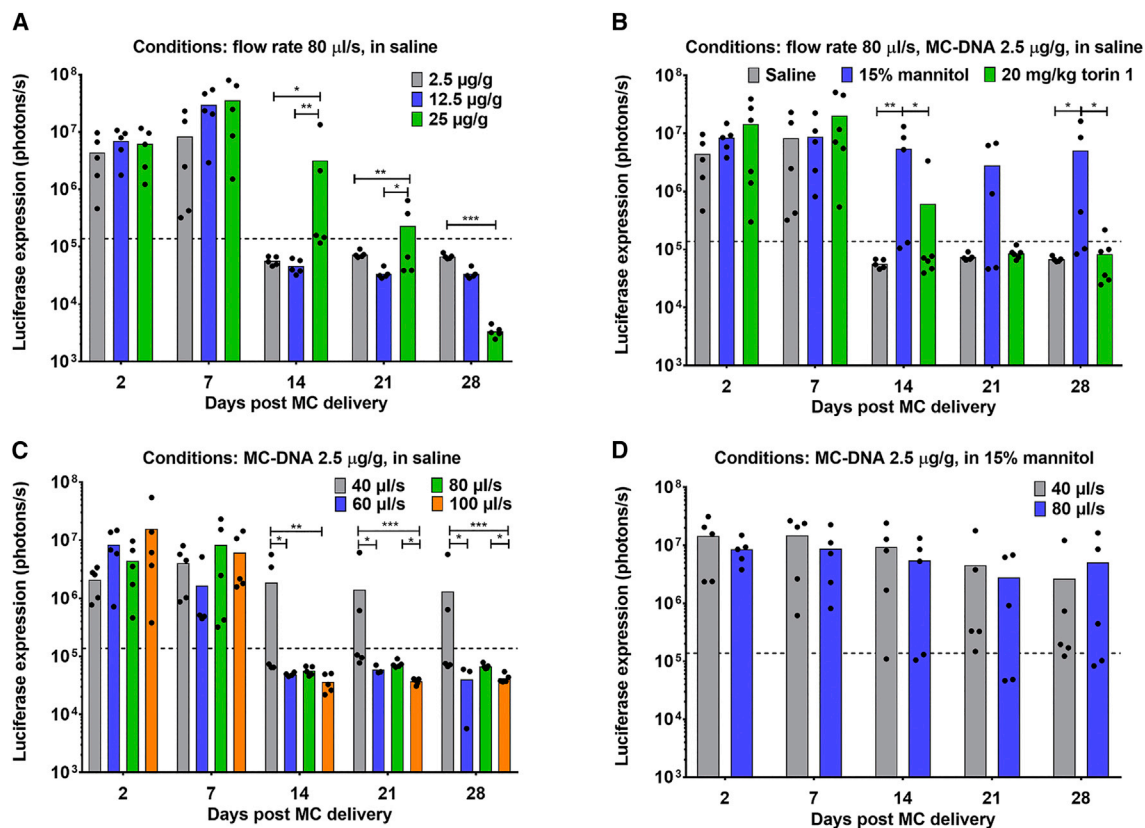 A
Conditions: flow rate 80 µl/s, in saline
Luciferase expression (photons/s)
10⁸
10⁷
10⁶
10⁵
10⁴
10³
2.5 µg/g
12.5 µg/g
25 µg/g
*
**
**
*
***
2 7 14 21 28
Days post MC delivery
B
Conditions: flow rate 80 µl/s, MC-DNA 2.5 µg/g, in saline
Luciferase expression (photons/s)
10⁸
10⁷
10⁶
10⁵
10⁴
10³
Saline 15% mannitol 20 mg/kg torin 1
** * * *
2 7 14 21 28
Days post MC delivery
C
Conditions: MC-DNA 2.5 µg/g, in saline
Luciferase expression (photons/s)
10⁸
10⁷
10⁶
10⁵
10⁴
10³
40 µl/s 80 µl/s
60 µl/s 100 µl/s
** *** ***
* * * * *
2 7 14 21 28
Days post MC delivery
D
Conditions: MC-DNA 2.5 µg/g, in 15% mannitol
Luciferase expression (photons/s)
10⁸
10⁷
10⁶
10⁵
10⁴
10³
40 µl/s
80 µl/s
2 7 14 21 28
Days post MC delivery